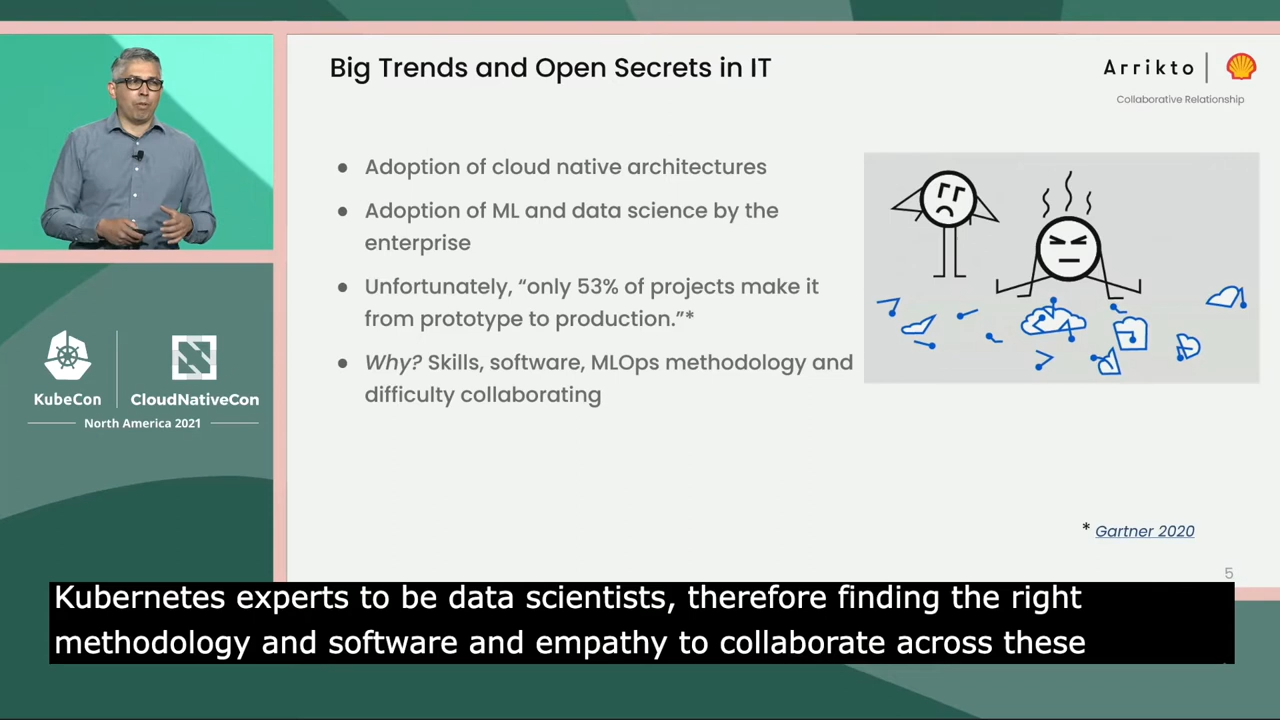 Big Trends and Open Secrets in IT
Arrikto
Collaborative Relationship
● Adoption of cloud native architectures
● Adoption of ML and data science by the
enterprise
● Unfortunately, “only 53% of projects make it
from prototype to production.”*
● Why? Skills, software, MLOps methodology and
difficulty collaborating
KubeCon
CloudNativeCon
North America 2021
* Gartner 2020
5
Kubernetes experts to be data scientists, therefore finding the right
methodology and software and empathy to collaborate across these